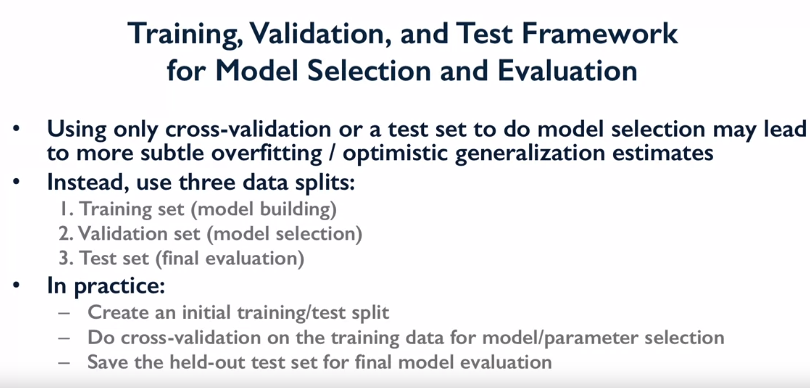 Training, Validation, and Test Framework
for Model Selection and Evaluation
• Using only cross-validation or a test set to do model selection may lead
to more subtle overfitting / optimistic generalization estimates
• Instead, use three data splits:
1. Training set (model building)
2. Validation set (model selection)
3. Test set (final evaluation)
• In practice:
– Create an initial training/test split
– Do cross-validation on the training data for model/parameter selection
– Save the held-out test set for final model evaluation